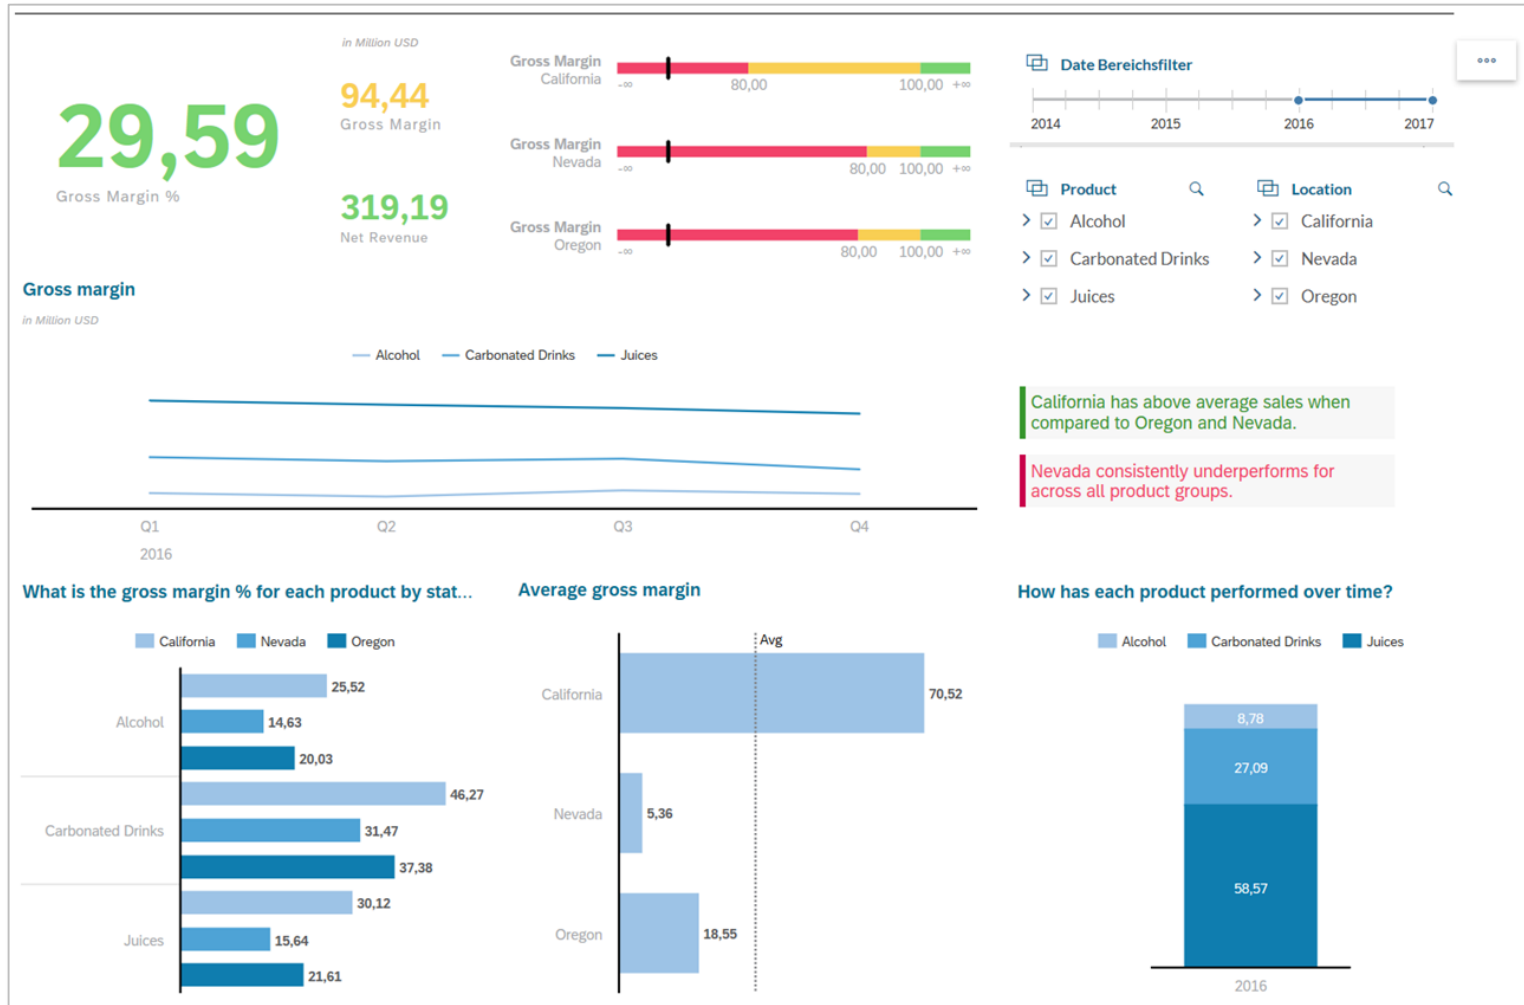 29,59
Gross Margin %
in Million USD
94,44
Gross Margin
319,19
Net Revenue
Gross Margin
California
-∞ 80,00 100,00 +∞
Gross Margin
Nevada
-∞ 80,00 100,00 +∞
Gross Margin
Oregon
-∞ 80,00 100,00 +∞
Date Bereichsfilter
2014 2015 2016 2017
Product
Alcohol
Carbonated Drinks
Juices
Location
California
Nevada
Oregon
Gross margin
in Million USD
Alcohol Carbonated Drinks Juices
Q1 Q2 Q3 Q4
2016
California has above average sales when
compared to Oregon and Nevada.
Nevada consistently underperforms for
across all product groups.
What is the gross margin % for each product by stat...
California Nevada Oregon
Alcohol
25,52
14,63
20,03
Carbonated Drinks
46,27
31,47
37,38
Juices
30,12
15,64
21,61
Average gross margin
Avg
California 70,52
Nevada 5,36
Oregon 18,55
How has each product performed over time?
Alcohol Carbonated Drinks Juices
8,78
27,09
58,57
2016